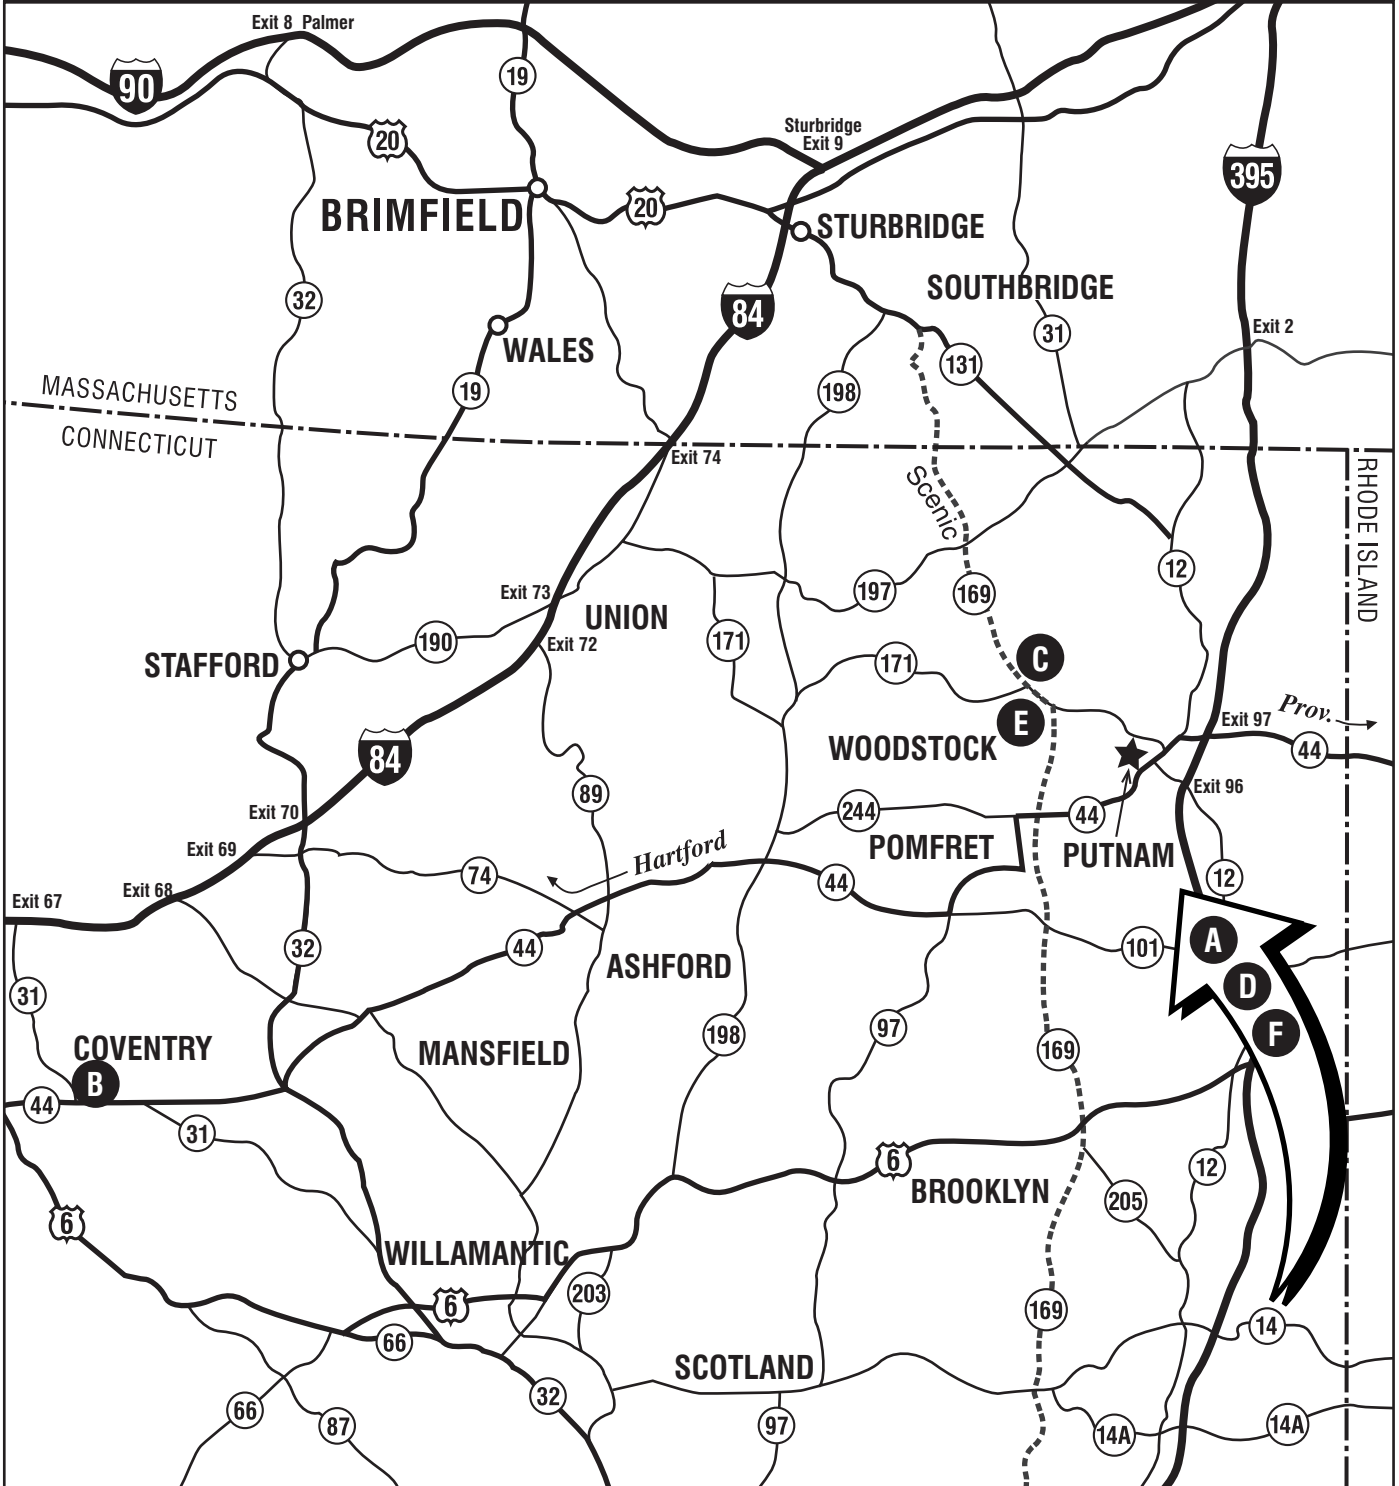 Exit 8 Palmer
90
19
20
Sturbridge
Exit 9
395
BRIMFIELD
20
STURBRIDGE
SOUTHBRIDGE
32
84
31
Exit 2
WALES
131
19
198
MASSACHUSETTS
CONNECTICUT
Exit 74
RHODE ISLAND
Scenic
12
197
169
Exit 73
UNION
190
171
Exit 72
STAFFORD
171
C
E
WOODSTOCK
Exit 97
Prov.
44
84
89
Exit 96
Exit 70
244
44
Exit 69
Hartford
POMFRET
PUTNAM
74
44
12
Exit 68
Exit 67
32
44
ASHFORD
101
A
D
F
31
COVENTRY
B
MANSFIELD
198
97
169
44
31
6
BROOKLYN
12
205
6
WILLAMANTIC
203
6
169
14
66
SCOTLAND
32
66
87
97
14A
14A